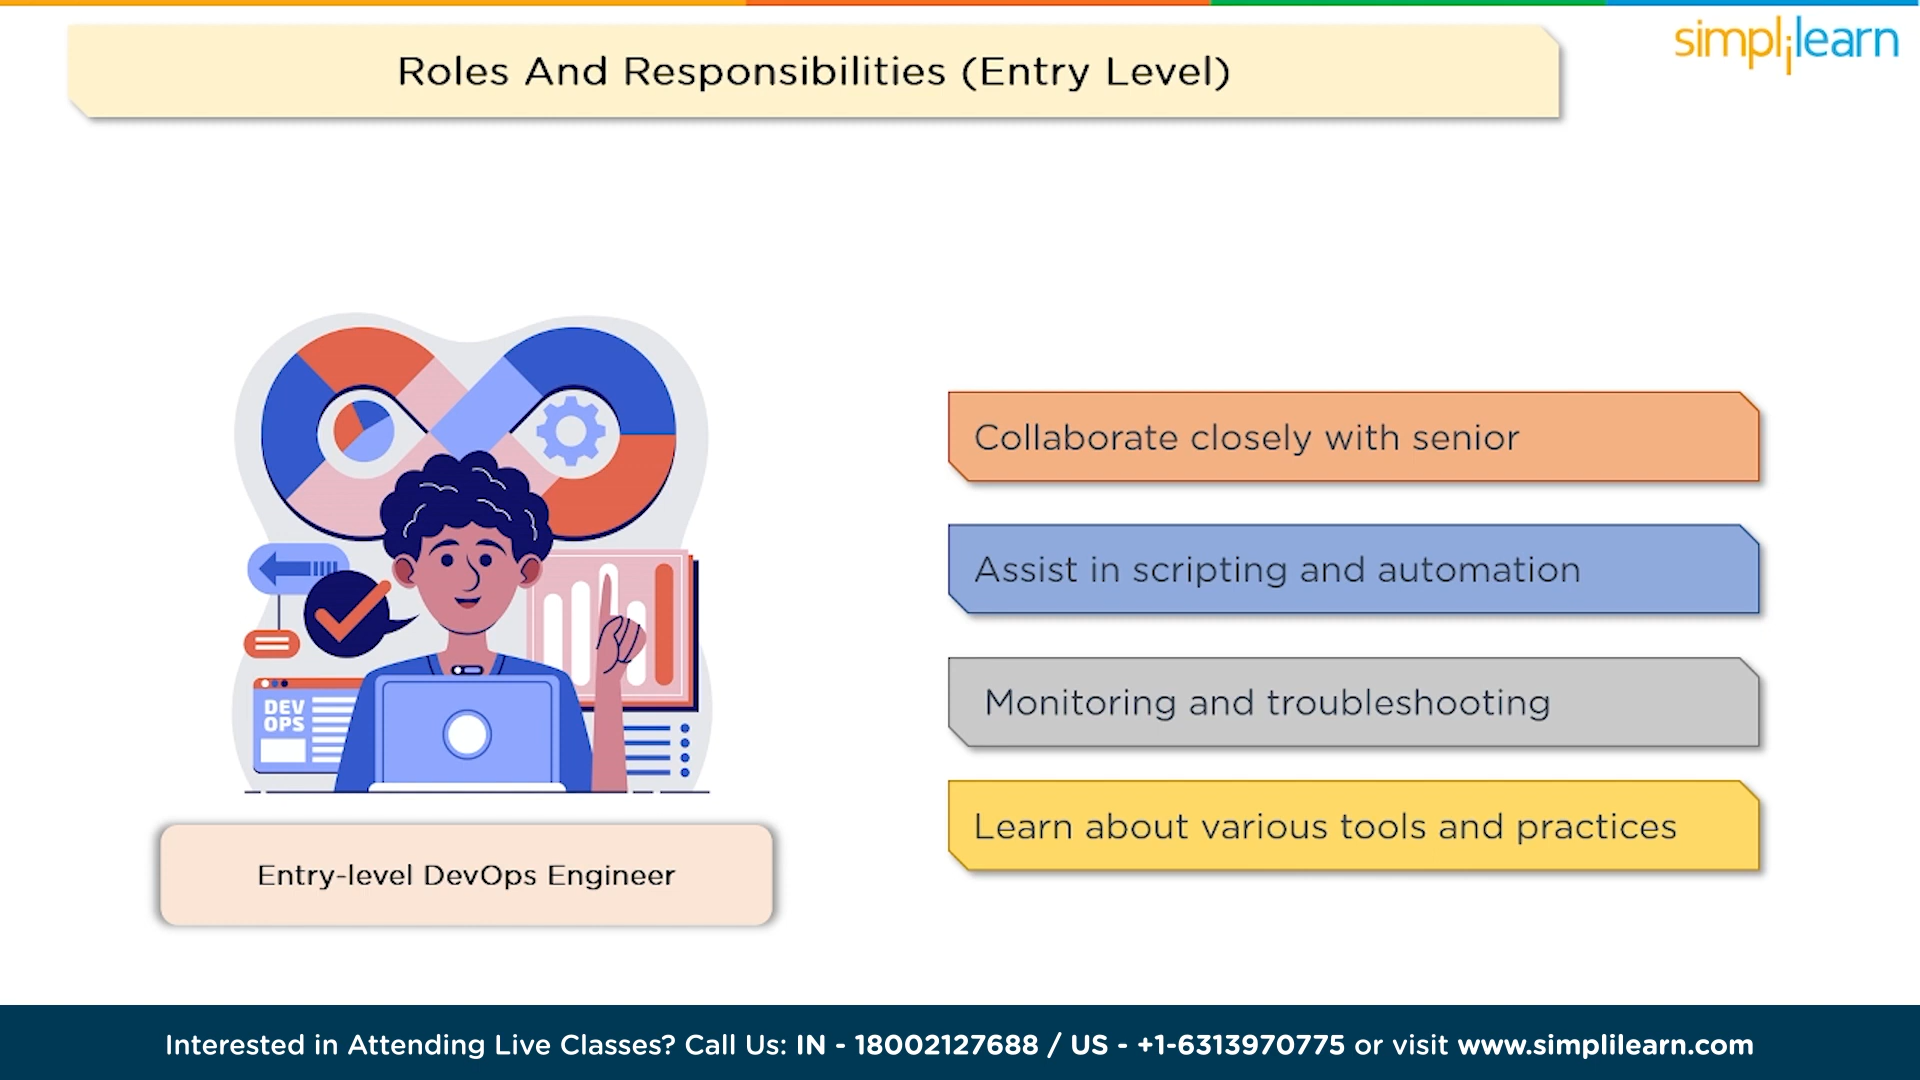 Roles And Responsibilities (Entry Level)
simplilearn
Collaborate closely with senior
Assist in scripting and automation
Monitoring and troubleshooting
Learn about various tools and practices
DEV
OPS
Entry-level DevOps Engineer
Interested in Attending Live Classes? Call Us: IN - 18002127688 / US - +1-6313970775 or visit www.simplilearn.com